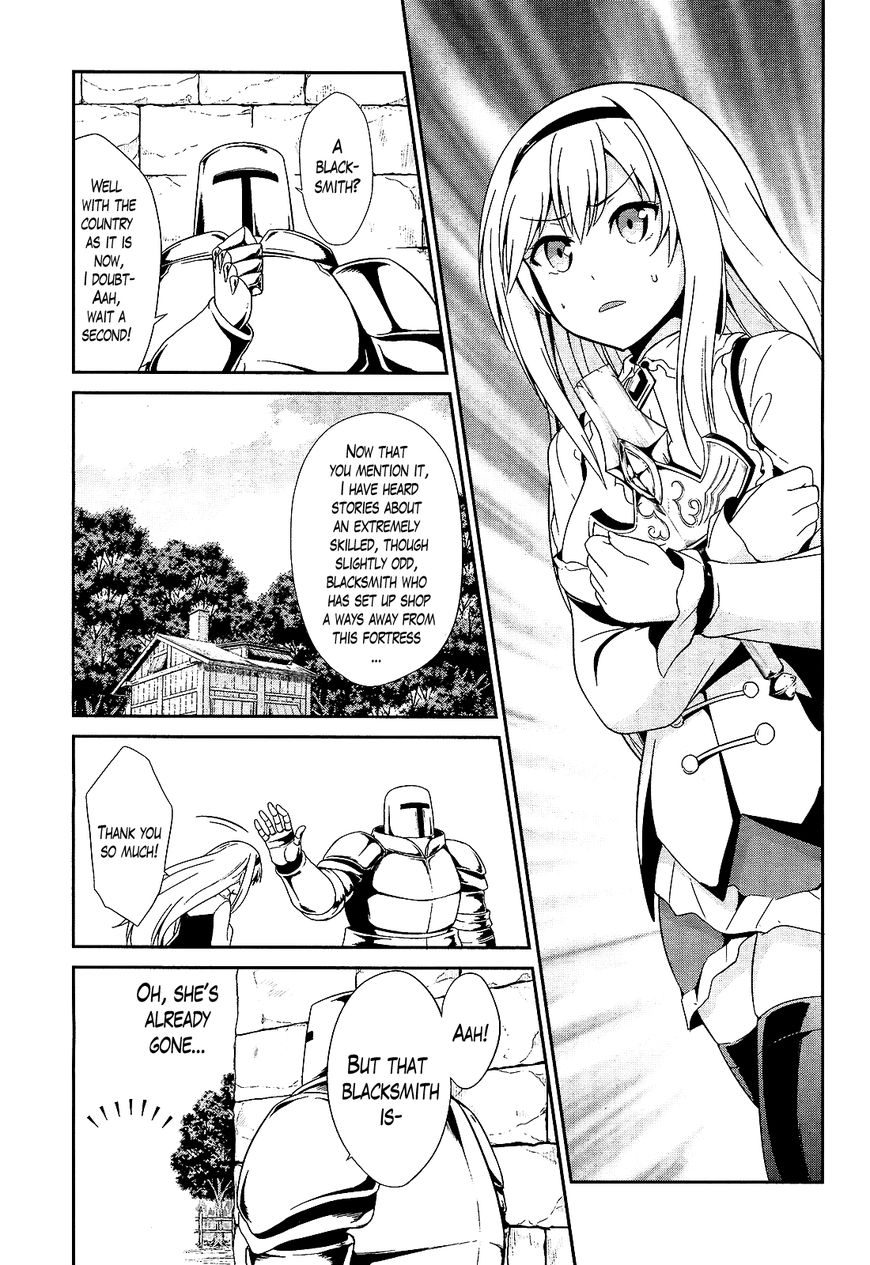 A
BLACK-
SMITH?
WELL
WITH THE
COUNTRY
AS IT IS
NOW,
I DOUBT-
AAH,
WAIT A
SECOND!
NOW THAT
YOU MENTION IT,
I HAVE HEARD
STORIES ABOUT
AN EXTREMELY
SKILLED, THOUGH
SLIGHTLY ODD,
BLACKSMITH WHO
HAS SET UP SHOP
A WAYS AWAY FROM
THIS FORTRESS
...
THANK YOU
SO MUCH!
AAH!
BUT THAT
BLACKSMITH
IS-
OH, SHE'S
ALREADY
GONE...